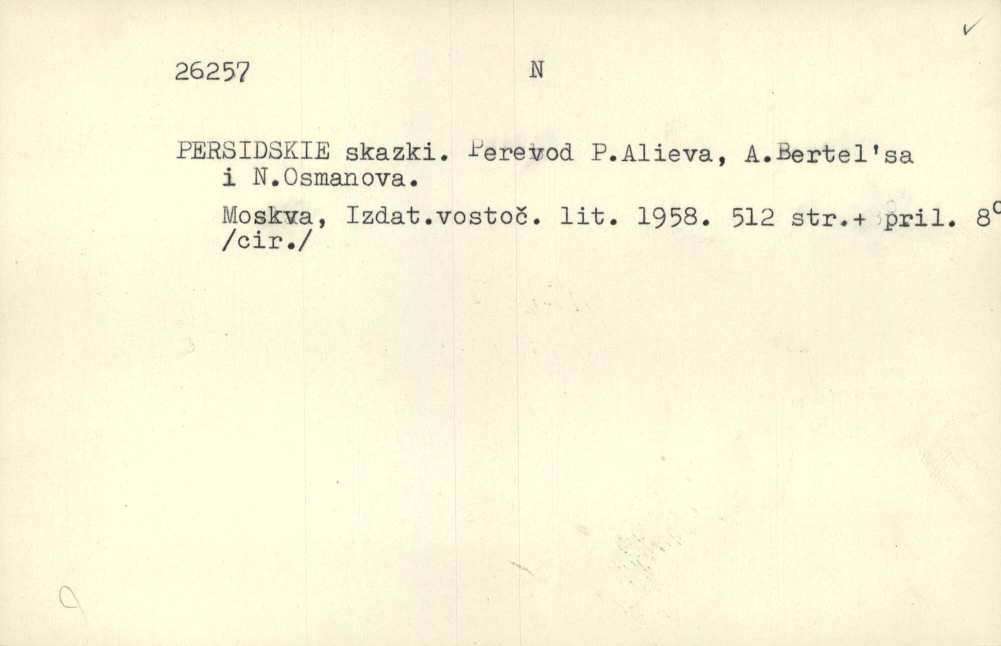 26257 N
PERSIDSKIE skazki. Perevod P.Alieva, A.Bertel'sa
i N.Osmanova.
Moskva, Izdat.vostoč. lit. 1958. 512 str.+ pril. 8°
/cir./